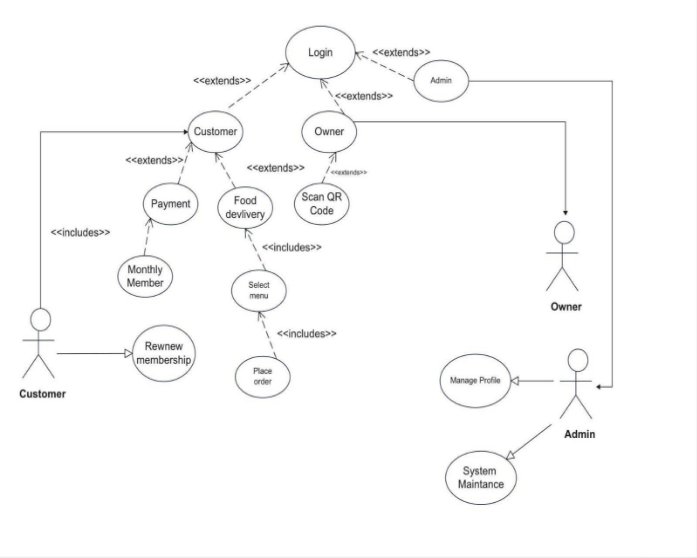 Login
<<extends>>
<<extends>>
Admin
<<extends>>
Customer
Owner
<<extends>>
<<extends>>
<<extends>>
Payment
Food
devlivery
Scan QR
Code
<<includes>>
<<includes>>
Monthly
Member
Select
menu
Owner
<<includes>>
Rewnew
membership
Place
order
Manage Profile
Customer
Admin
System
Maintance